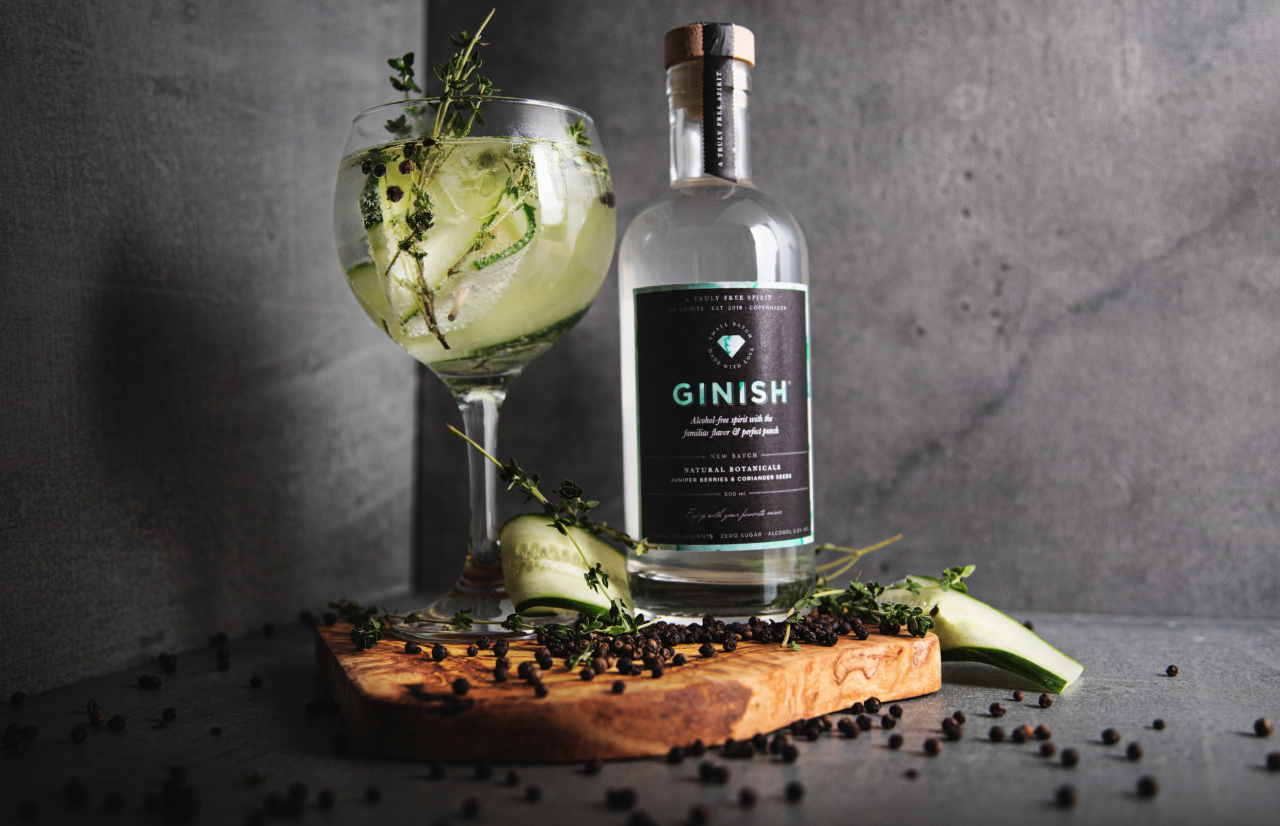 A TRULY FREE SPIRIT
A TRULY FREE SPIRIT
SPIRITS EST. 2018 - COPENHAGEN
SMALL BATCH
MADE WITH LOVE
GINISH
Alcohol-free spirit with the
familiar flavor & perfect punch
NEW BATCH
NATURAL BOTANICALS
JUNIPER BERRIES & CORIANDER SEEDS
500 ml
Enjoy with your favorite mixer
ZERO SUGAR · ALCOHOL